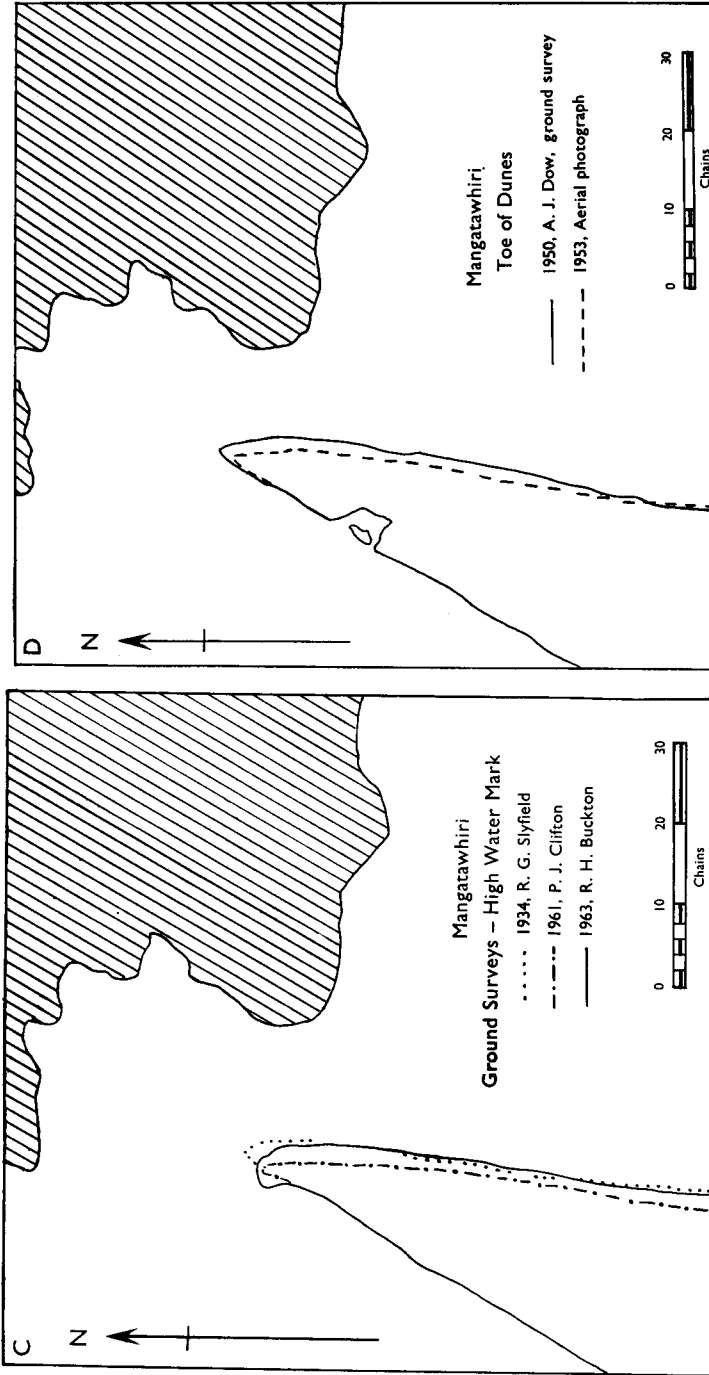 C
N
Mangatawhiri
Ground Surveys – High Water Mark
1934, R. G. Slyfield
1961, P. J. Clifton
1963, R. H. Buckton
0 10 20 30
Chains
D
N
Mangatawhiri
Toe of Dunes
1950, A. J. Dow, ground survey
1953, Aerial photograph
0 10 20 30
Chains